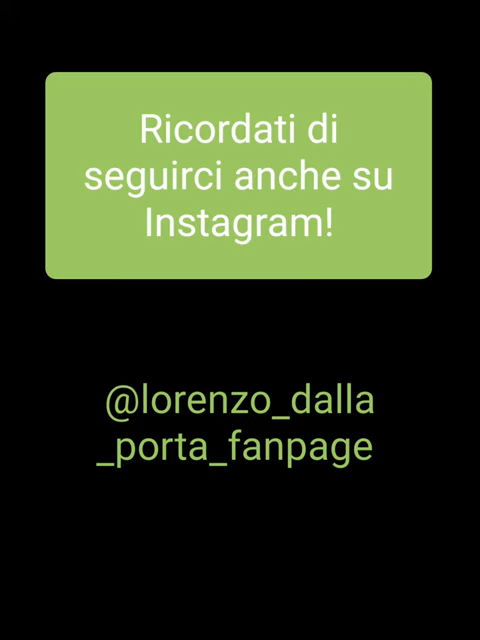 Ricordati di
seguirci anche su
Instagram!
@lorenzo_dalla
_porta_fanpage